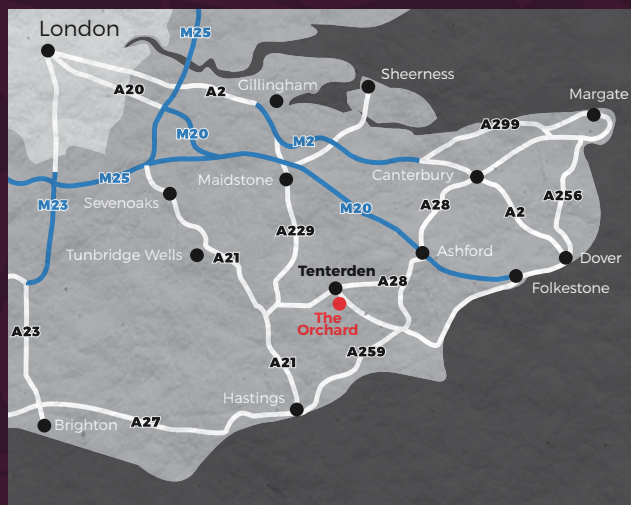 London
M25
Sheerness
Gillingham
A20
A2
Margate
A299
M20
M2
Canterbury
M25
Maidstone
Sevenoaks
M23
M20
A28
A256
A2
A229
Tunbridge Wells
A21
Ashford
Dover
Tenterden
A28
Folkestone
The
Orchard
A23
A259
A21
Hastings
A27
Brighton